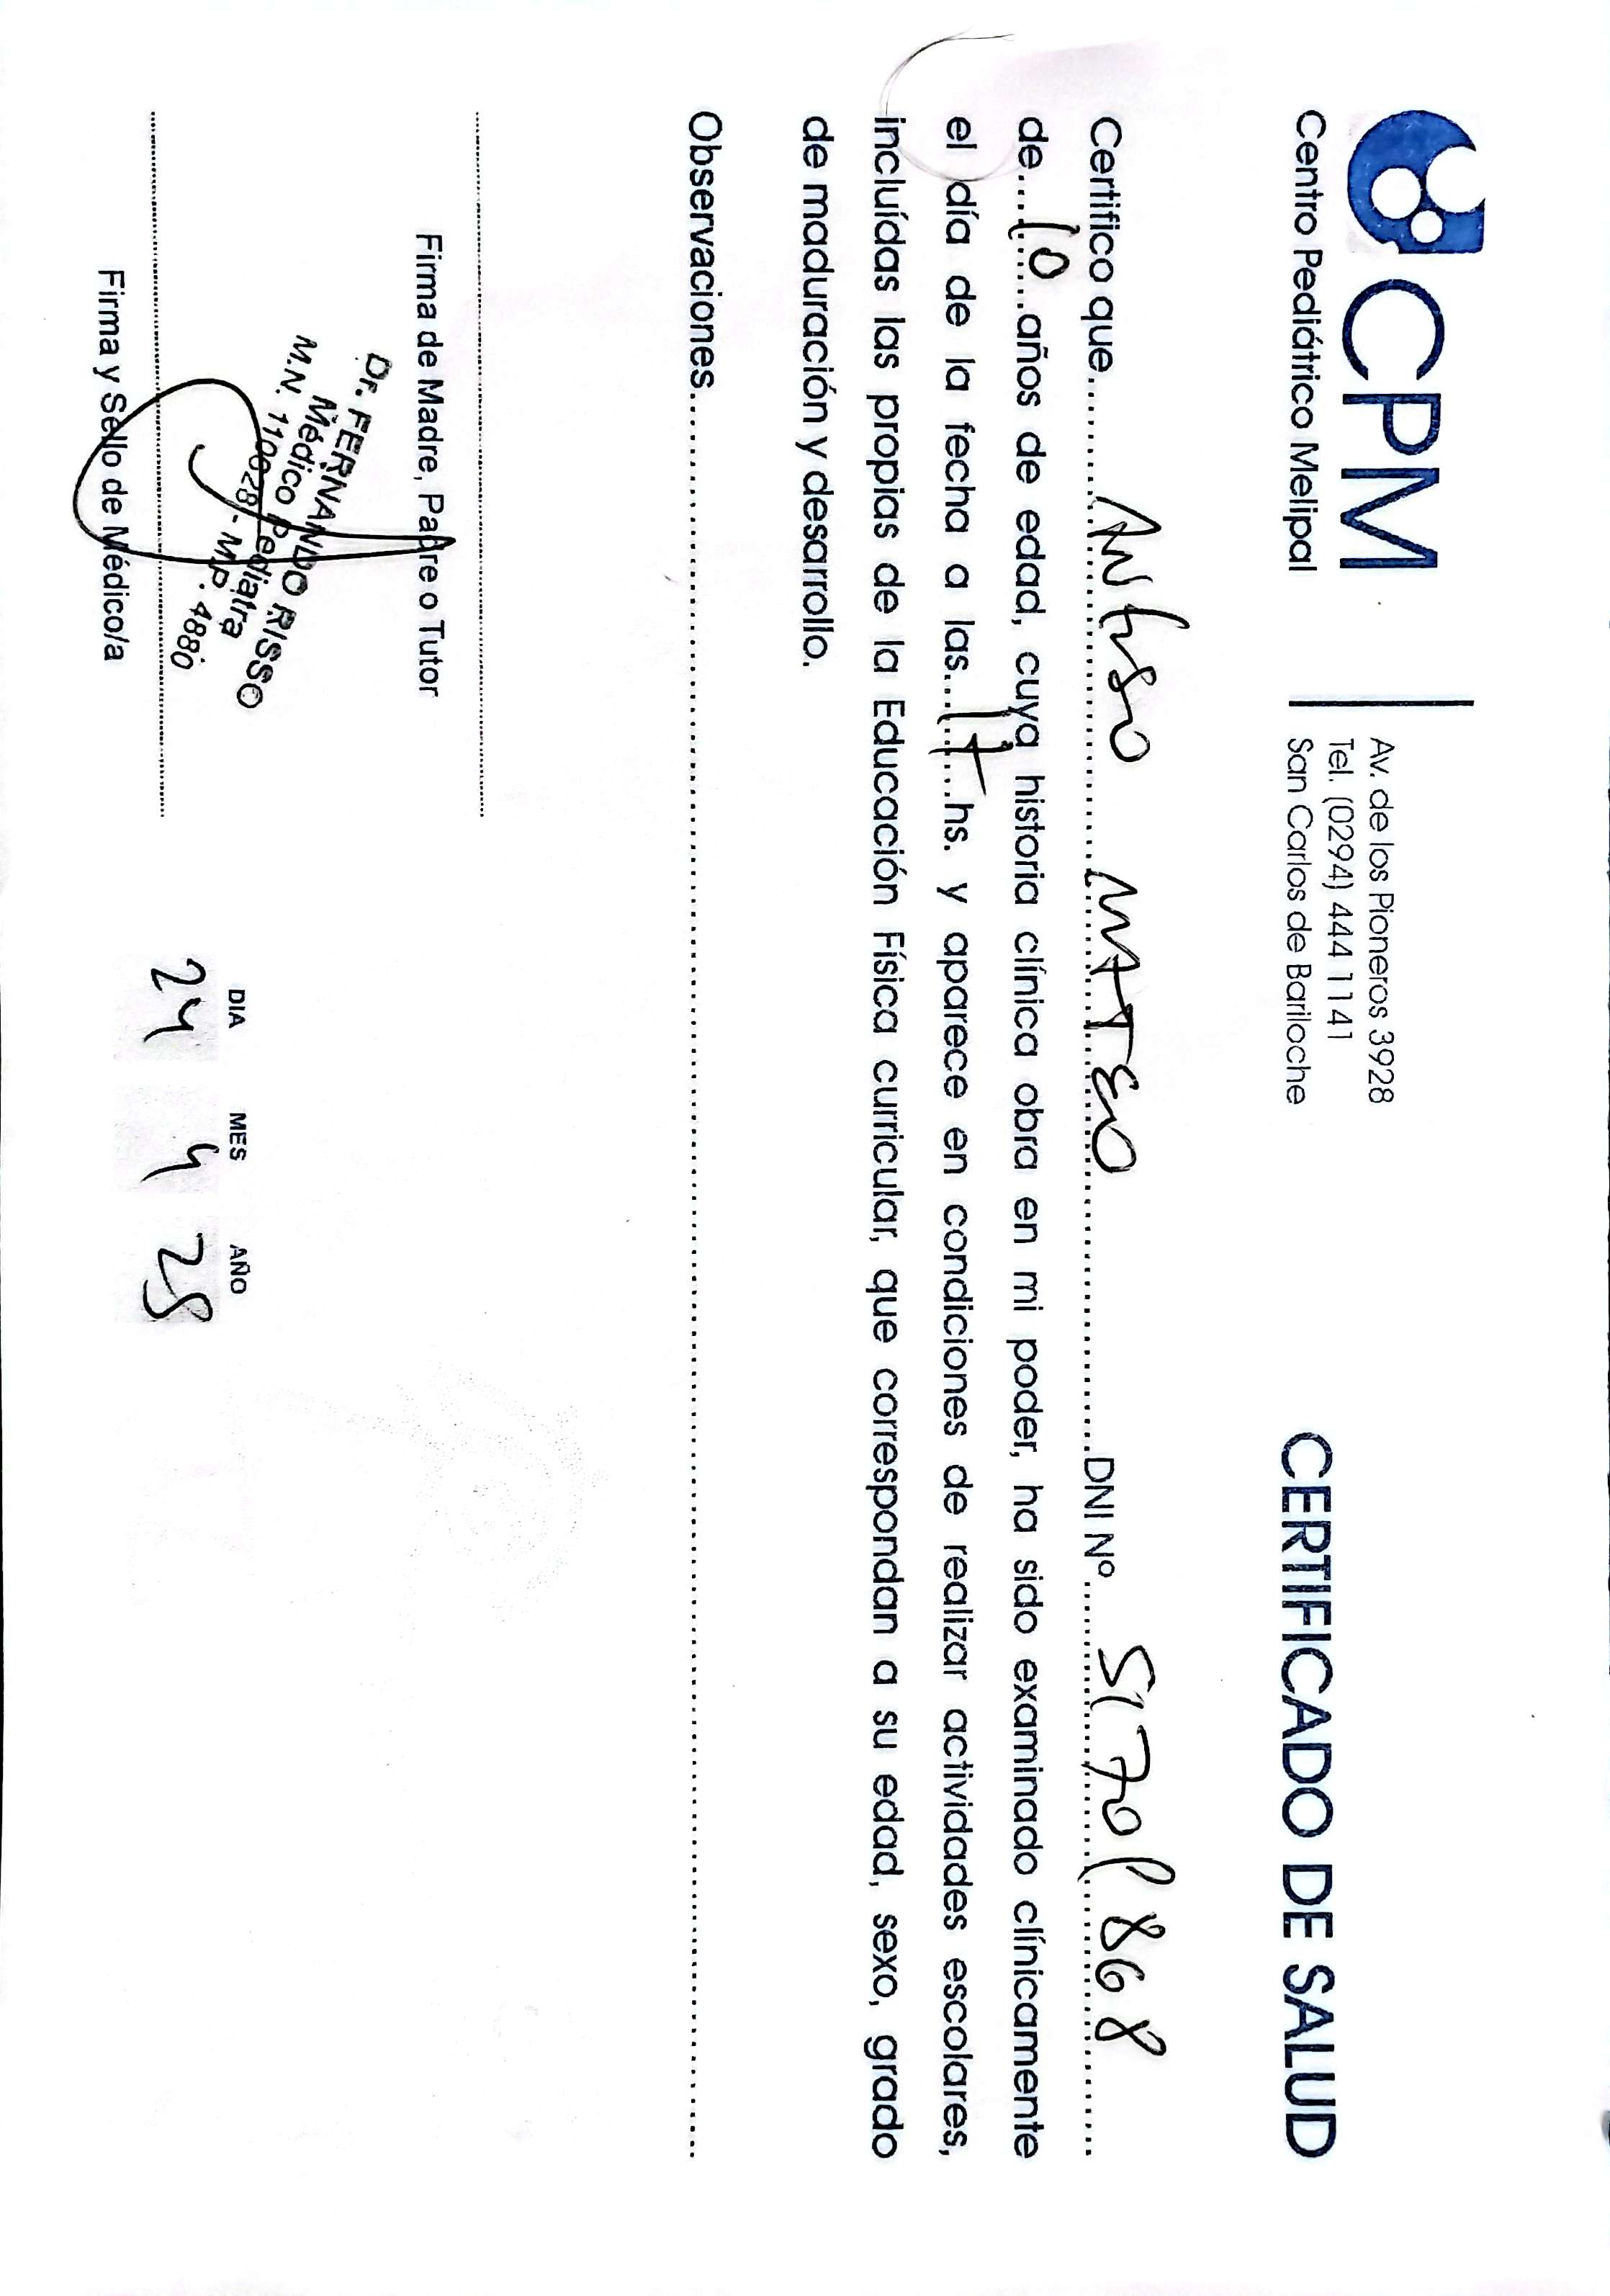 CPM
Centro Pediátrico Melipal
Av. de los Pioneros 3928
Tel. (0294) 444 1141
San Carlos de Bariloche
CERTIFICADO DE SALUD
Certifico que MATEO DNI Nº 51701868
de 10 años de edad, cuya historia clínica obra en mi poder, ha sido examinado clínicamente
el día de la fecha a las 17 hs. y aparece en condiciones de realizar actividades escolares,
incluídas las propias de la Educación Física curricular, que correspondan a su edad, sexo, grado
de maduración y desarrollo.
Observaciones
Firma de Madre, Padre o Tutor
Dr. FERNANDO RISSO
Médico Pediatra
M.N. 110028 - MP. 4880
Firma y Sello de Médico/a
DIA MES AÑO
24 4 25